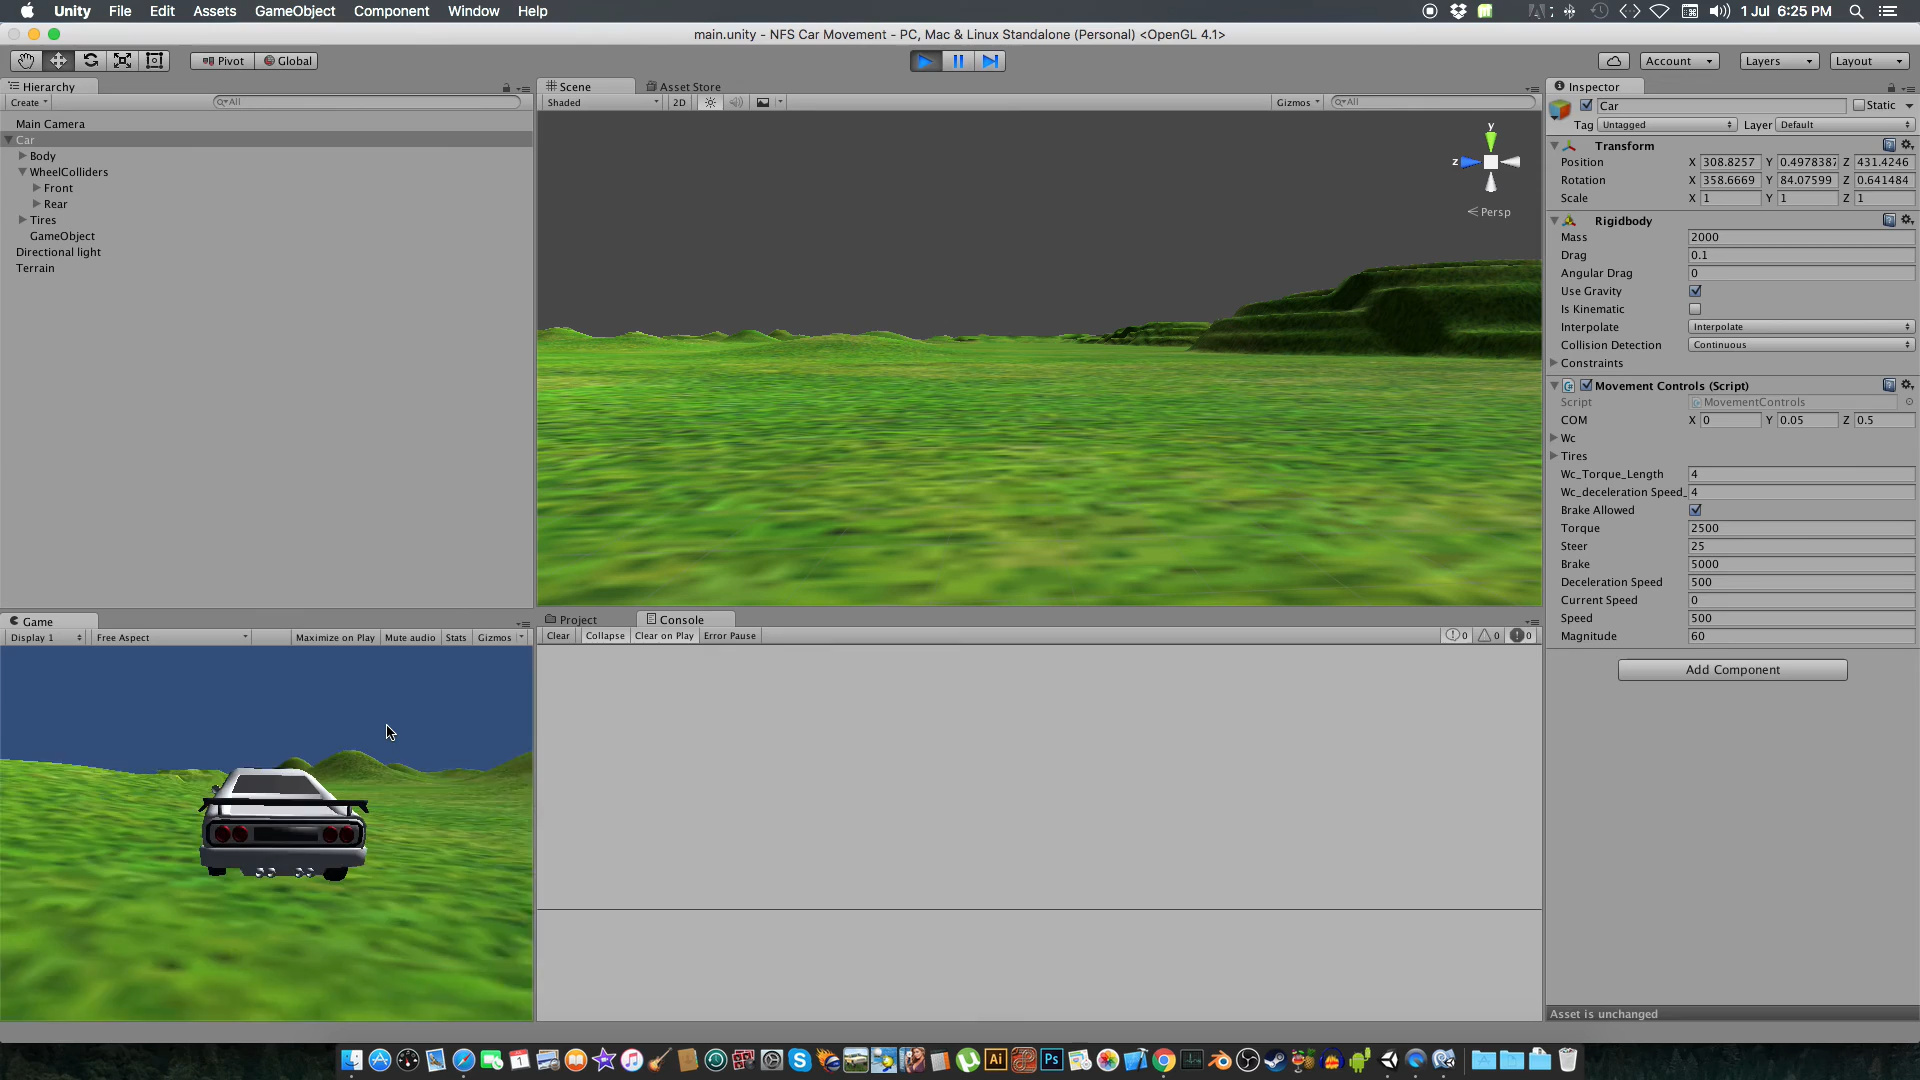 Unity File Edit Assets GameObject Component Window Help 1 Jul 6:25 PM
main.unity - NFS Car Movement - PC, Mac & Linux Standalone (Personal) <OpenGL 4.1>
Pivot Global Account Layers Layout
Hierarchy
Create All
Main Camera
Car
Body
WheelColliders
Front
Rear
Tires
GameObject
Directional light
Terrain
Scene Asset Store
Shaded 2D Gizmos All
y
z
Persp
Game
Display 1 Free Aspect Maximize on Play Mute audio Stats Gizmos
Project Console
Clear Collapse Clear on Play Error Pause 0 0 0
Inspector
Car Static
Tag Untagged Layer Default
Transform
Position X 308.8257 Y 0.4978387 Z 431.4246
Rotation X 358.6669 Y 84.07599 Z 0.641484
Scale X 1 Y 1 Z 1
Rigidbody
Mass 2000
Drag 0.1
Angular Drag 0
Use Gravity
Is Kinematic
Interpolate Interpolate
Collision Detection Continuous
Constraints
Movement Controls (Script)
Script MovementControls
COM X 0 Y 0.05 Z 0.5
Wc
Tires
Wc_Torque_Length 4
Wc_deceleration Speed_ 4
Brake Allowed
Torque 2500
Steer 25
Brake 5000
Deceleration Speed 500
Current Speed 0
Speed 500
Magnitude 60
Add Component
Asset is unchanged
Ai Ps